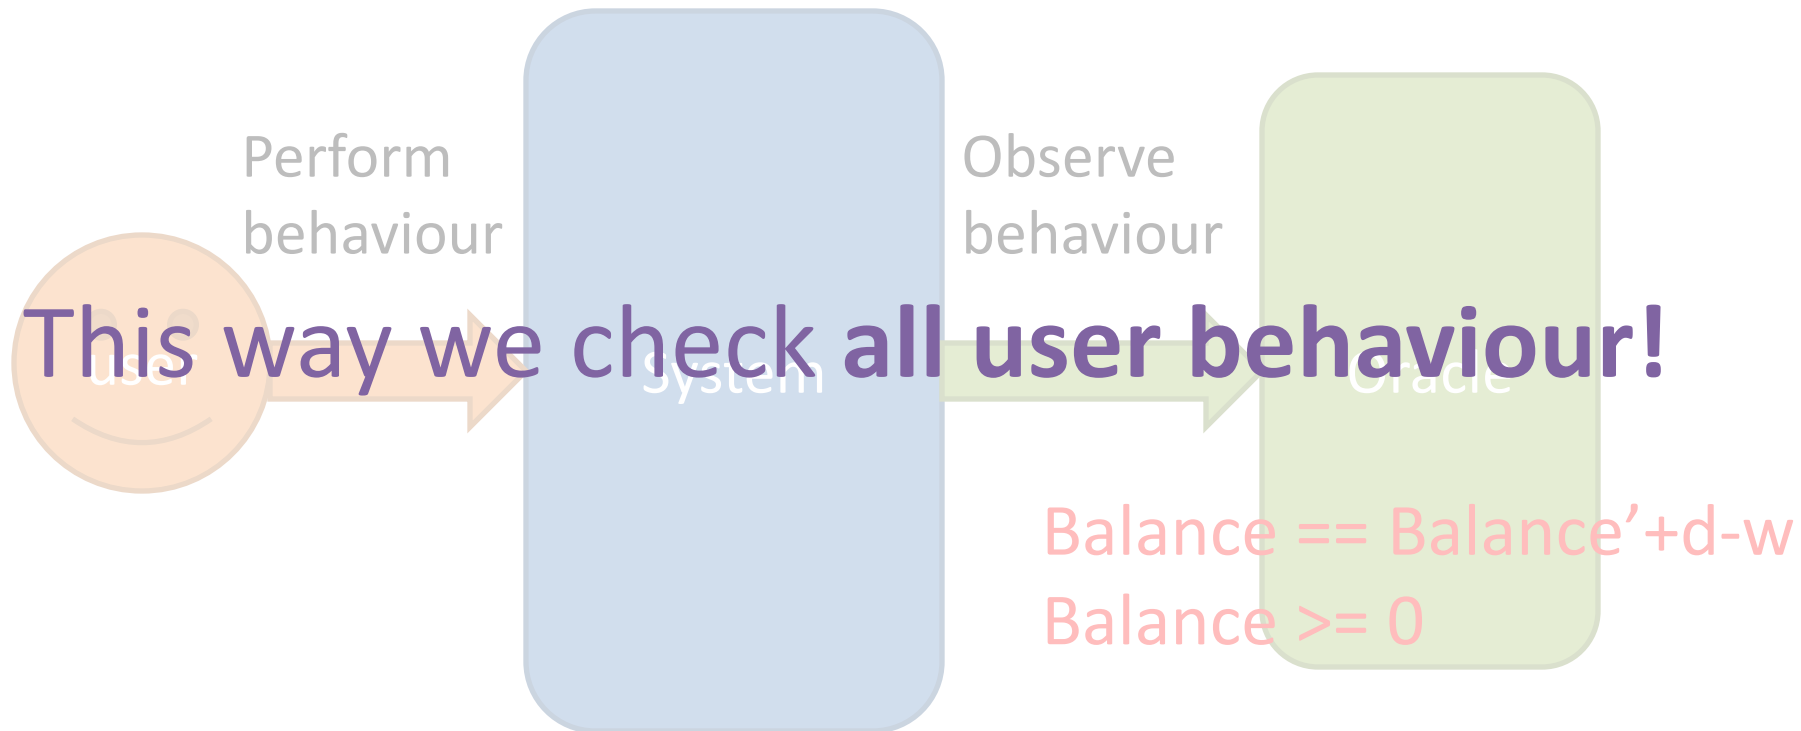 Perform
behaviour
Observe
behaviour
This way we check all user behaviour!
user
System
Oracle
Balance == Balance’+d-w
Balance >= 0